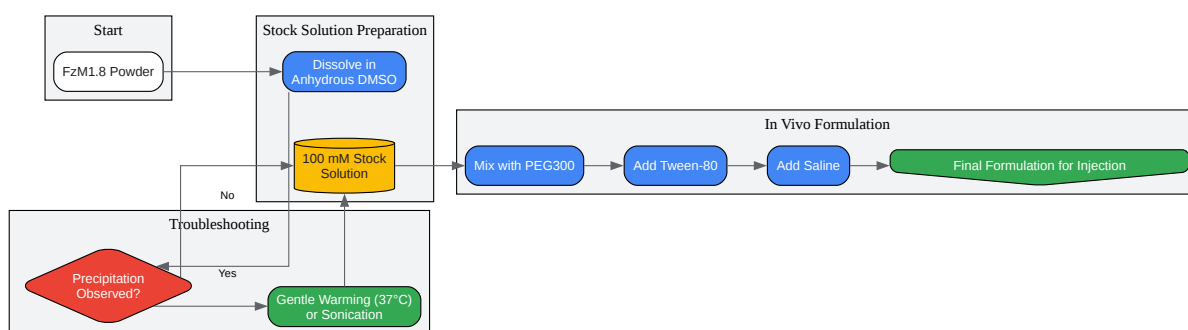 Start
FzM1.8 Powder
Stock Solution Preparation
Dissolve in
Anhydrous DMSO
100 mM Stock
Solution
In Vivo Formulation
Mix with PEG300
Add Tween-80
Add Saline
Final Formulation for Injection
No
Troubleshooting
Yes
Precipitation
Observed?
Gentle Warming (37°C)
or Sonication